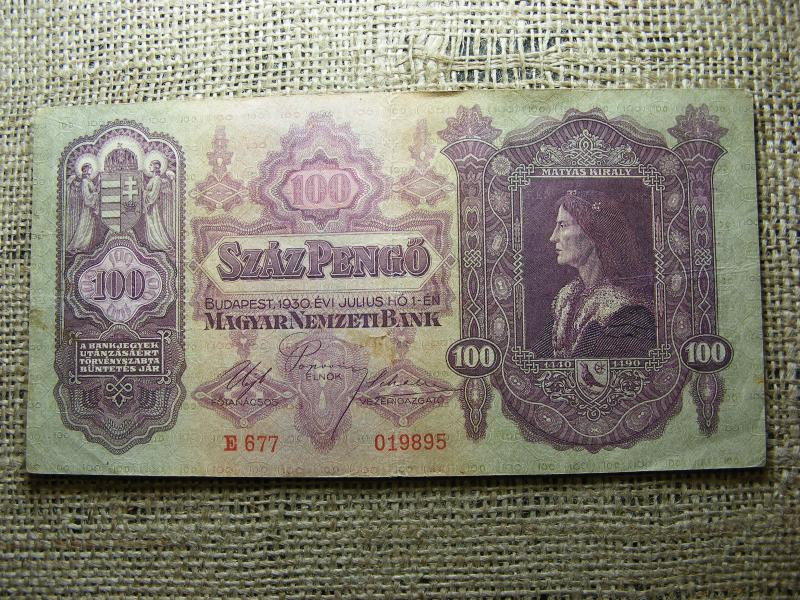 100
A BANKJEGYEK
UTÁNZÁSAÉRT
TÖRVÉNYSZABTA
BÜNTETÉS JÁR
100
SZÁZ PENGŐ
BUDAPEST, 1930. ÉVI JULIUS HÓ 1-ÉN
MAGYAR NEMZETI BANK
ELNÖK
FŐTANÁCSOS
VEZÉRIGAZGATÓ
E 677
019895
MÁTYÁS KIRÁLY
100
100
1440
1490